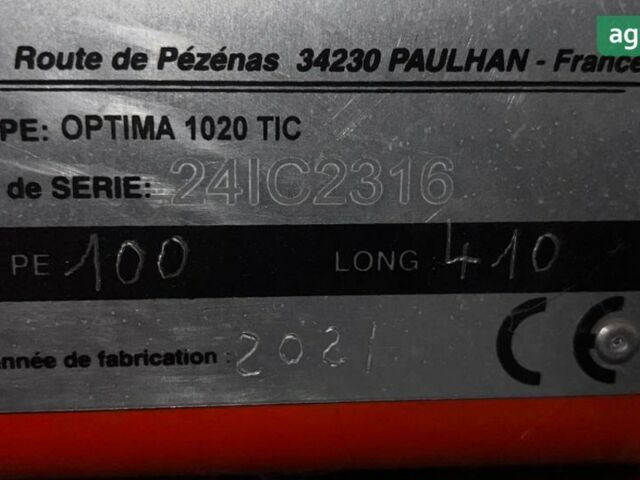 ag
Route de Pézénas 34230 PAULHAN - France
PE: OPTIMA 1020 TIC
de SERIE: 24IC2316
PE 100 LONG : 410
nnée de fabrication : 2021
CE